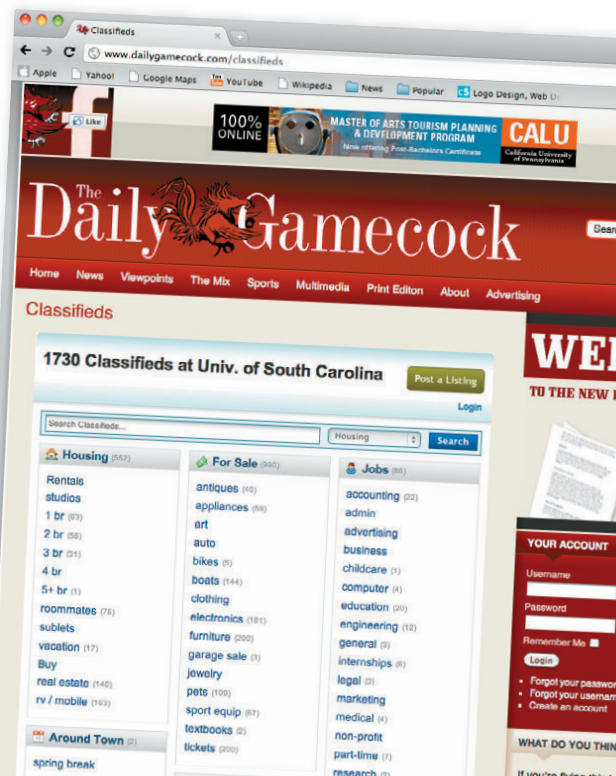 Classifieds
www.dailygamecock.com/classifieds
Apple Yahoo! Google Maps YouTube Wikipedia News Popular Logo Design, Web
f
Like
100%
ONLINE
MASTER OF ARTS TOURISM PLANNING
& DEVELOPMENT PROGRAM
Now offering Post-Bachelors Certificate
CALU
California University
of Pennsylvania
The
Daily Gamecock
Sear
Home News Viewpoints The Mix Sports Multimedia Print Editon About Advertising
Classifieds
1730 Classifieds at Univ. of South Carolina
Post a Listing
Login
Search Classifieds...
Housing
Search
Housing (552)
Rentals
studios
1 br (63)
2 br (56)
3 br (31)
4 br
5+ br (1)
roommates (75)
sublets
vacation (17)
Buy
real estate (140)
rv / mobile (163)
Around Town (2)
spring break
For Sale (990)
antiques (40)
appliances (59)
art
auto
bikes (5)
boats (144)
clothing
electronics (181)
furniture (200)
garage sale (3)
jewelry
pets (100)
sport equip (67)
textbooks (2)
tickets (200)
Jobs (86)
accounting (22)
admin
advertising
business
childcare (1)
computer (4)
education (20)
engineering (12)
general (3)
internships (6)
legal (2)
marketing
medical (4)
non-profit
part-time (7)
research
WEL
TO THE NEW
YOUR ACCOUNT
Username
Password
Remember Me
Login
Forgot your passwor
Forgot your usernam
Create an account
WHAT DO YOU THIN